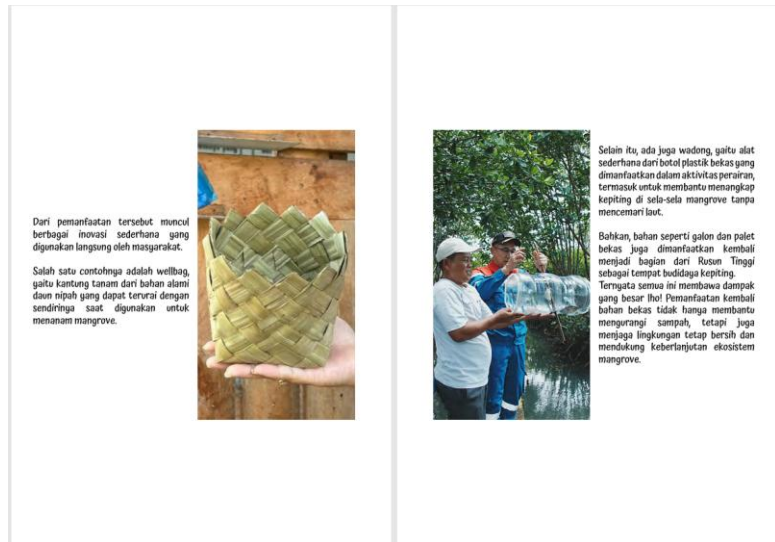 Dari pemanfaatan tersebut muncul
berbagai inovasi sederhana yang
digunakan langsung oleh masyarakat.
Salah satu contohnya adalah wellbag,
yaitu kantung tanam dari bahan alami
daun nipah yang dapat terurai dengan
sendirinya saat digunakan untuk
menanam mangrove.
Selain itu, ada juga wadong, yaitu alat
sederhana dari botol plastik bekas yang
dimanfaatkan dalam aktivitas perairan,
termasuk untuk membantu menangkap
kepiting di sela-sela mangrove tanpa
mencemari laut.
Bahkan, bahan seperti galon dan palet
bekas juga dimanfaatkan kembali
menjadi bagian dari Rusun Tinggi
sebagai tempat budidaya kepiting.
Ternyata semua ini membawa dampak
yang besar lho! Pemanfaatan kembali
bahan bekas tidak hanya membantu
mengurangi sampah, tetapi juga
menjaga lingkungan tetap bersih dan
mendukung keberlanjutan ekosistem
mangrove.